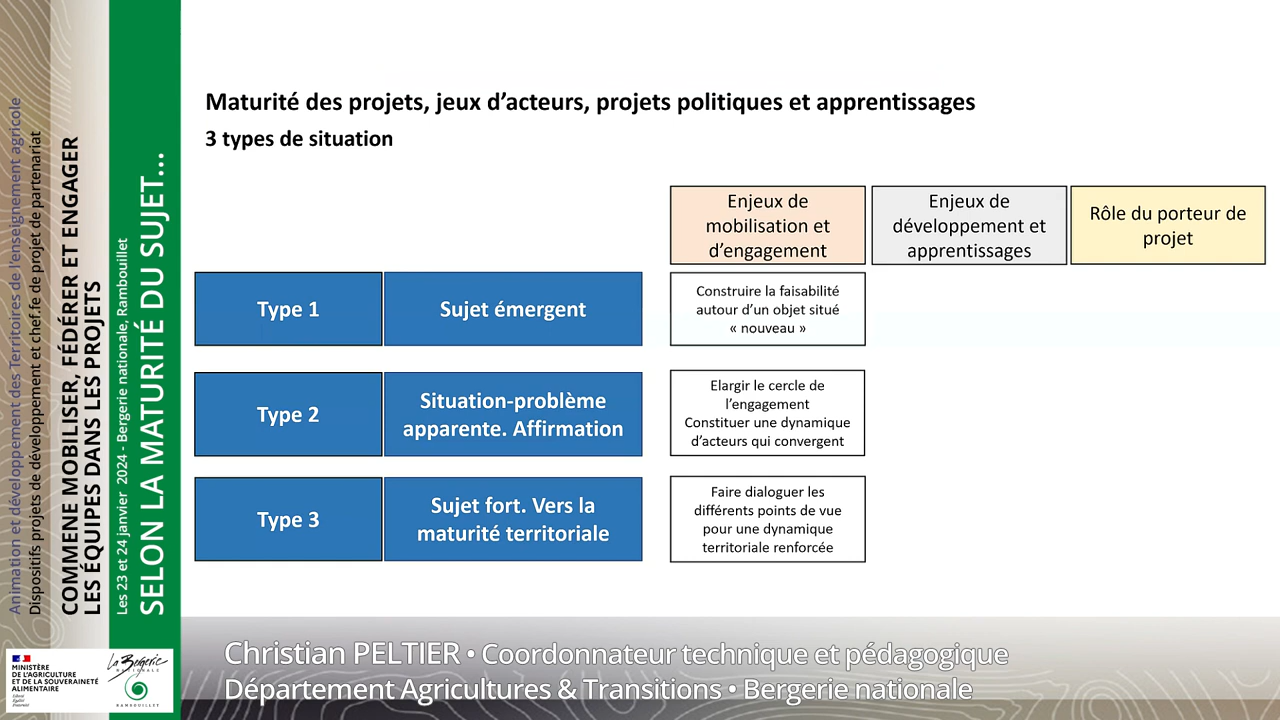 Animation et développement des Territoires de l'enseignement agricole
Dispositifs projets de développement et chef.fe de projet de partenariat
COMMENE MOBILISER, FÉDÉRER ET ENGAGER
LES ÉQUIPES DANS LES PROJETS
Les 23 et 24 janvier 2024 - Bergerie nationale, Rambouillet
SELON LA MATURITÉ DU SUJET...
Maturité des projets, jeux d'acteurs, projets politiques et apprentissages
3 types de situation
Enjeux de
mobilisation et
d'engagement
Enjeux de
développement et
apprentissages
Rôle du porteur de
projet
Type 1
Sujet émergent
Construire la faisabilité
autour d'un objet situé
« nouveau »
Type 2
Situation-problème
apparente. Affirmation
Elargir le cercle de
l'engagement
Constituer une dynamique
d'acteurs qui convergent
Type 3
Sujet fort. Vers la
maturité territoriale
Faire dialoguer les
différents points de vue
pour une dynamique
territoriale renforcée
Christian PELTIER • Coordonnateur technique et pédagogique
Département Agricultures & Transitions • Bergerie nationale
MINISTÈRE
DE L'AGRICULTURE
ET DE LA SOUVERAINETÉ
ALIMENTAIRE
Liberté
Égalité
Fraternité
La Bergerie
NATIONALE
RAMBOUILLET